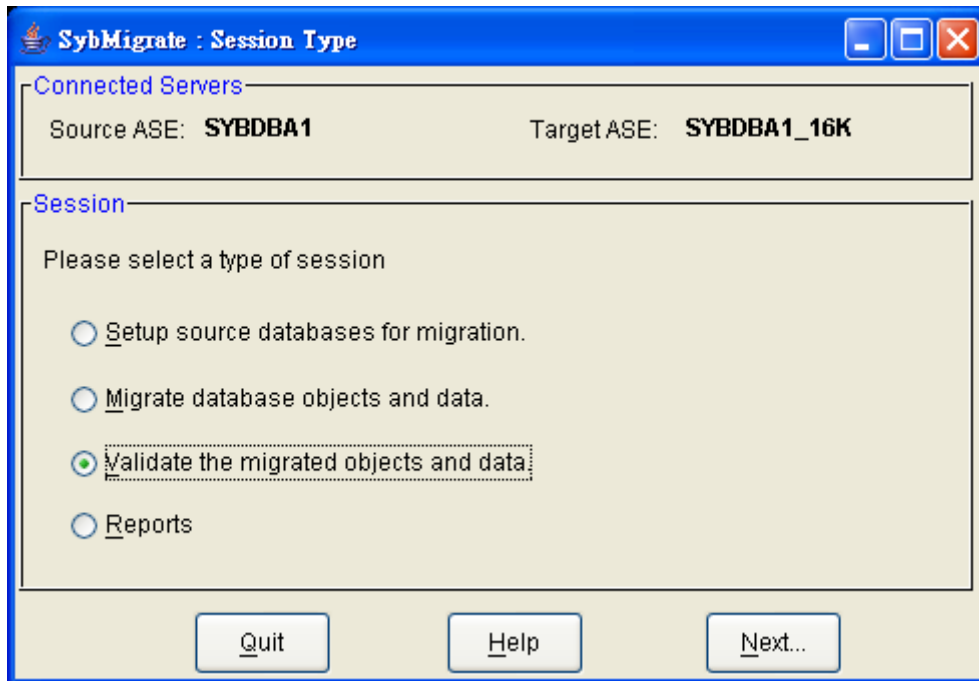 SybMigrate : Session Type
Connected Servers
Source ASE: SYBDBA1 Target ASE: SYBDBA1_16K
Session
Please select a type of session
Setup source databases for migration.
Migrate database objects and data.
Validate the migrated objects and data.
Reports
Quit Help Next...